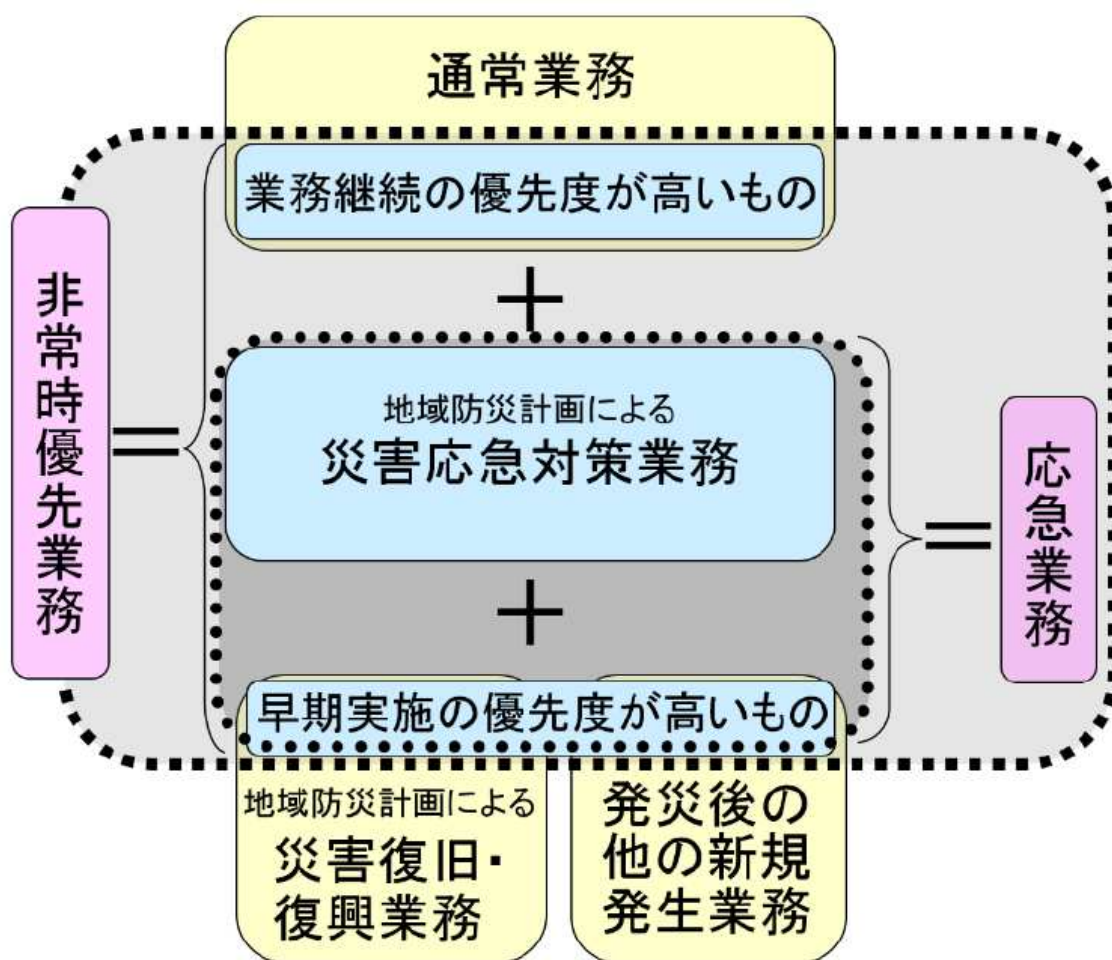 通常業務
業務継続の優先度が高いもの
+
非常時優先業務
=
地域防災計画による
災害応急対策業務
=
応急業務
+
早期実施の優先度が高いもの
地域防災計画による
災害復旧・
復興業務
発災後の
他の新規
発生業務